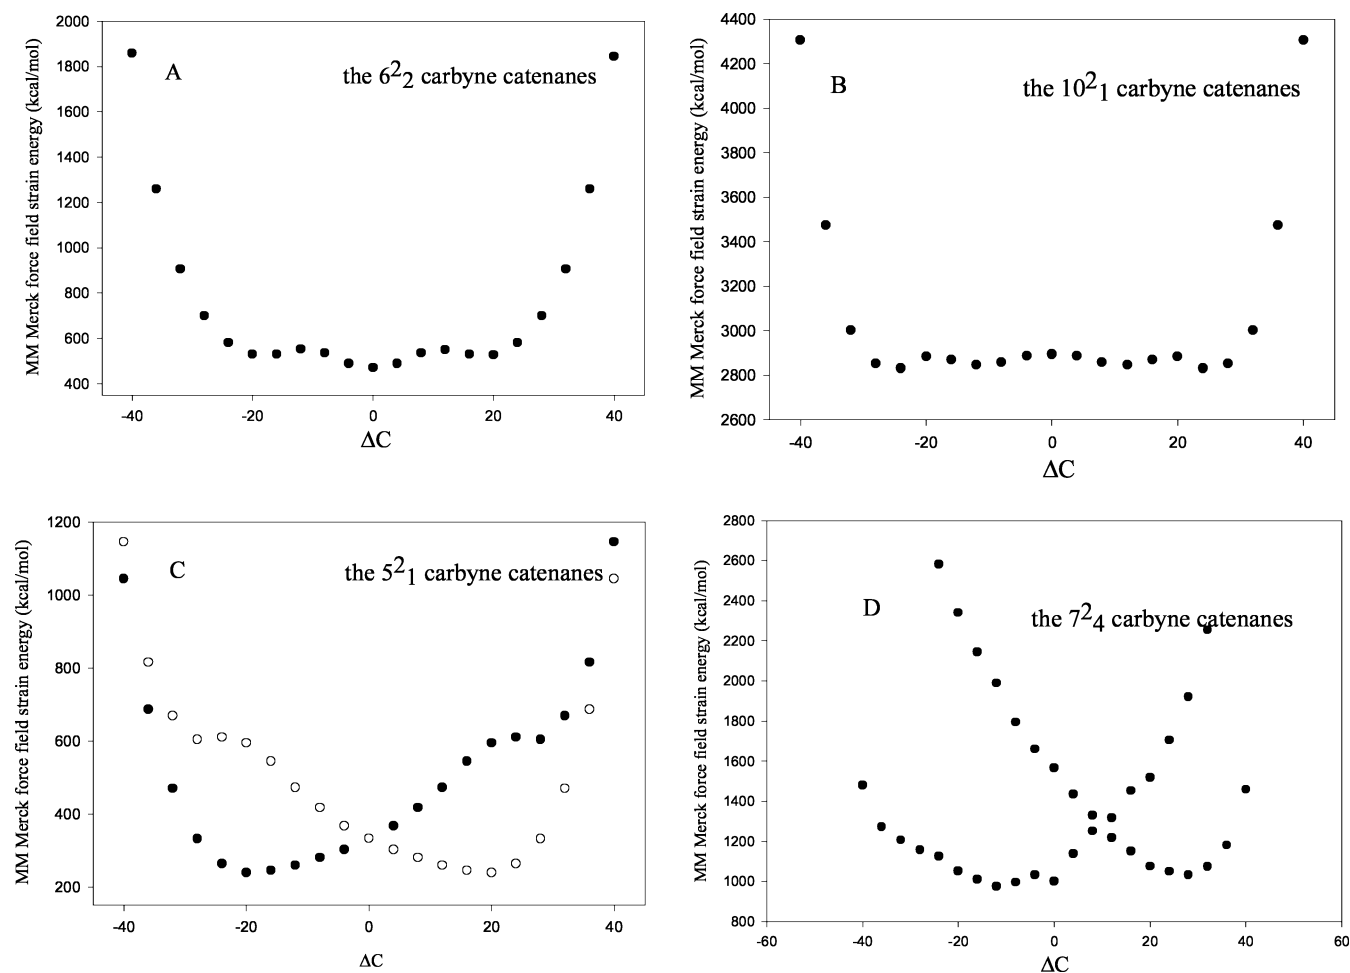 2000
1800
1600
1400
1200
1000
800
600
400
MM Merck force field strain energy (kcal/mol)
A
the 6²₂ carbyne catenanes
-40 -20 0 20 40
ΔC
4400
4200
4000
3800
3600
3400
3200
3000
2800
2600
MM Merck force field strain energy (kcal/mol)
B
the 10²₁ carbyne catenanes
-40 -20 0 20 40
ΔC
1200
1000
800
600
400
200
MM Merck force field strain energy (kcal/mol)
C
the 5²₁ carbyne catenanes
-40 -20 0 20 40
ΔC
2800
2600
2400
2200
2000
1800
1600
1400
1200
1000
800
MM Merck force field strain energy (kcal/mol)
D
the 7²₄ carbyne catenanes
-60 -40 -20 0 20 40 60
ΔC